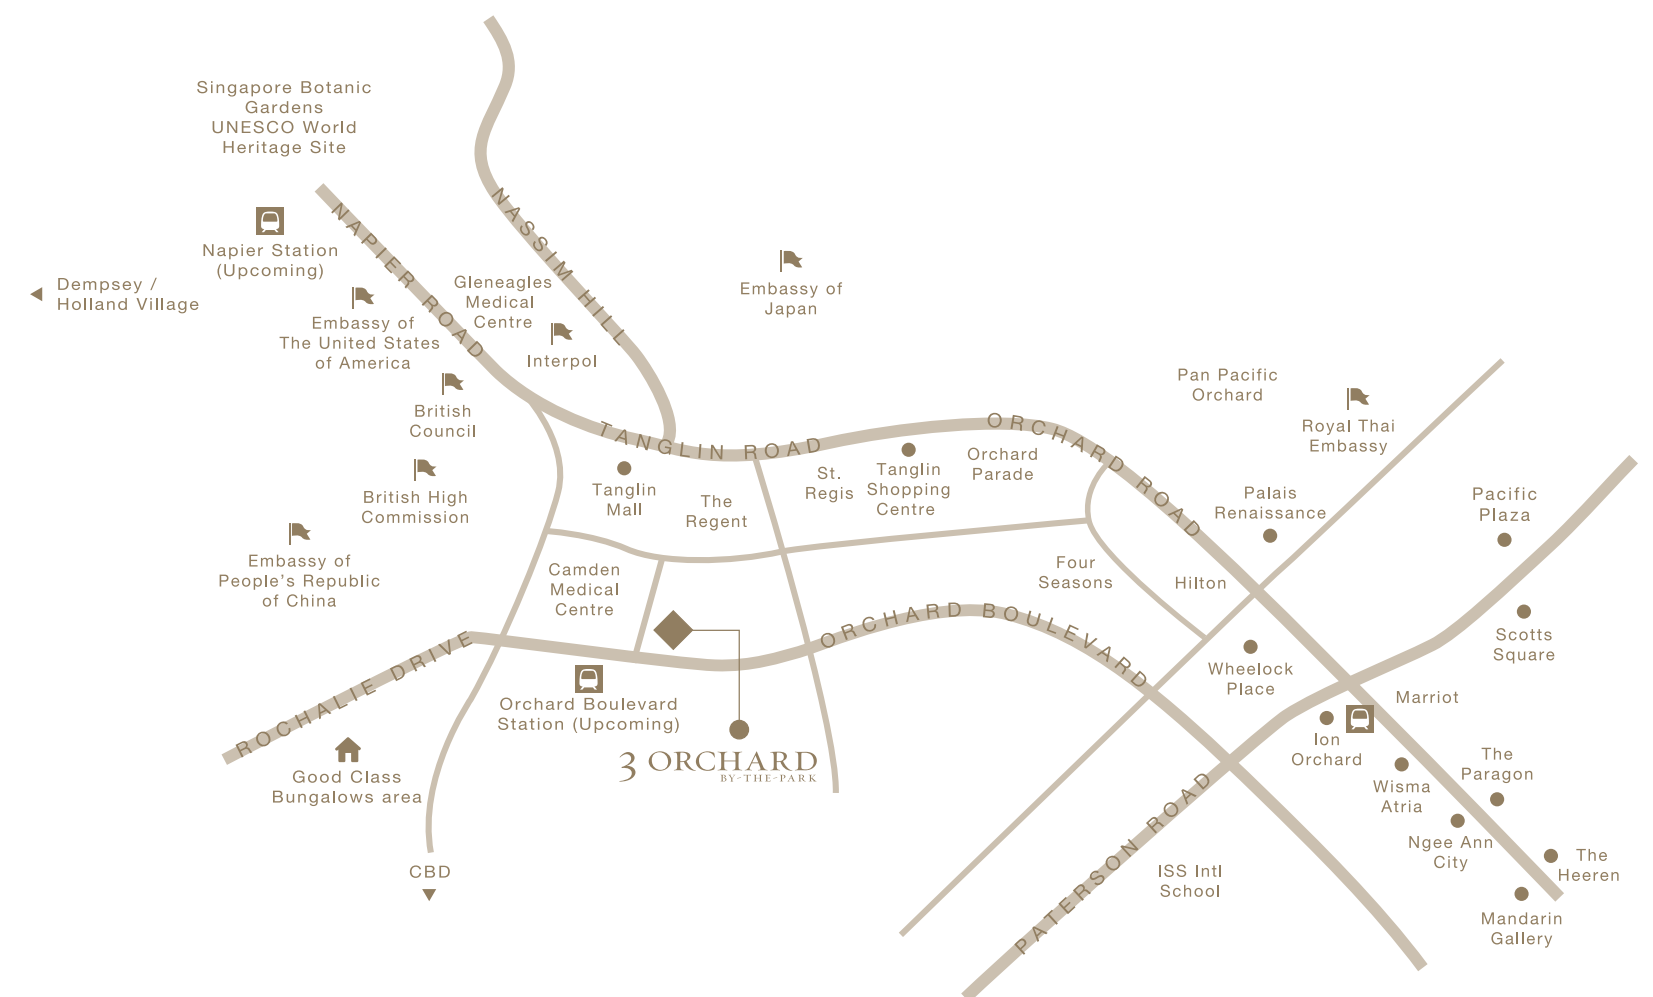 Singapore Botanic
Gardens
UNESCO World
Heritage Site
NASSIM HILL
NAPIER ROAD
Napier Station
(Upcoming)
Dempsey /
Holland Village
Gleneagles
Medical
Centre
Embassy of
Japan
Embassy of
The United States
of America
Interpol
British
Council
Pan Pacific
Orchard
Royal Thai
Embassy
TANGLIN ROAD
ORCHARD ROAD
British High
Commission
Tanglin
Mall
The
Regent
St.
Regis
Tanglin
Shopping
Centre
Orchard
Parade
Palais
Renaissance
Pacific
Plaza
Embassy of
People's Republic
of China
Camden
Medical
Centre
Four
Seasons
Hilton
ORCHARD BOULEVARD
Scotts
Square
Wheelock
Place
Marriot
ROCHALIE DRIVE
Orchard Boulevard
Station (Upcoming)
3 ORCHARD
BY-THE-PARK
Good Class
Bungalows area
Ion
Orchard
The
Paragon
Wisma
Atria
PATERSON ROAD
Ngee Ann
City
The
Heeren
CBD
ISS Intl
School
Mandarin
Gallery